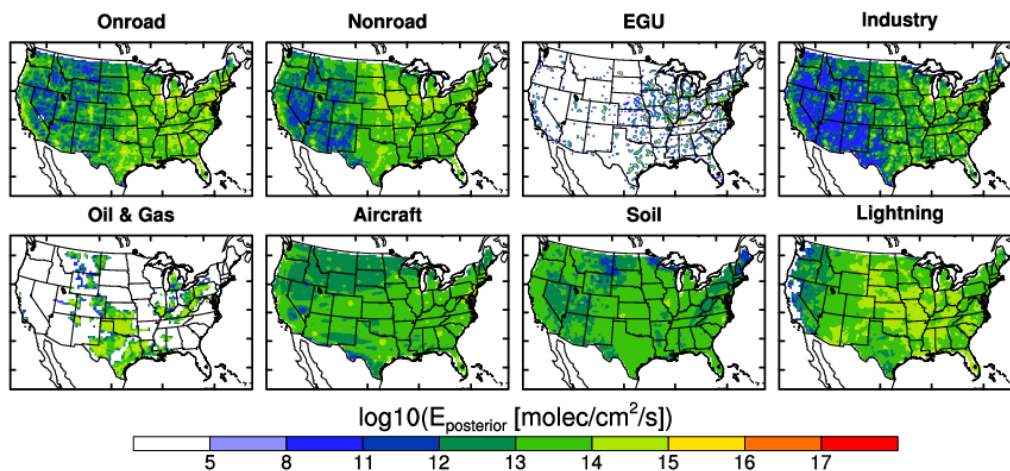 Onroad Nonroad EGU Industry
Oil & Gas Aircraft Soil Lightning
log10(E_posterior [molec/cm²/s])
5 8 11 12 13 14 15 16 17